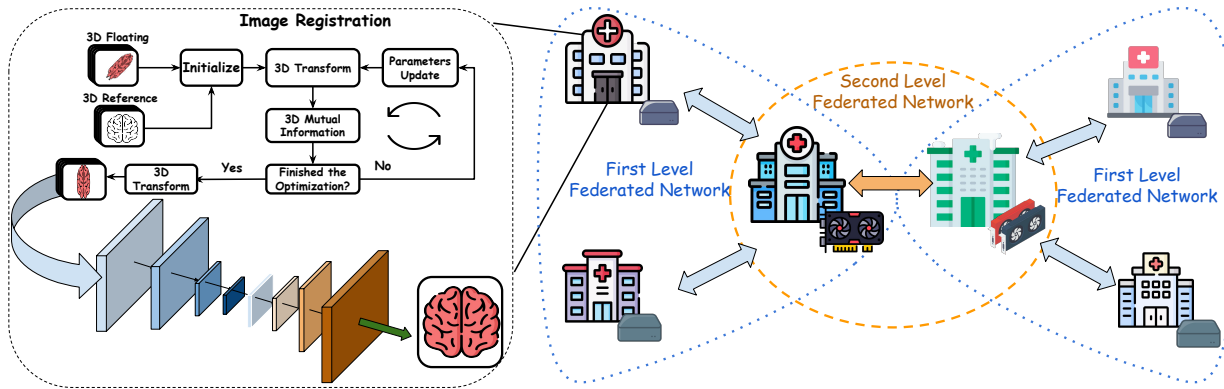 Image Registration
3D Floating
Initialize
3D Transform
Parameters
Update
3D Reference
3D Mutual
Information
3D
Transform
Yes
Finished the
Optimization?
No
First Level
Federated Network
Second Level
Federated Network
First Level
Federated Network